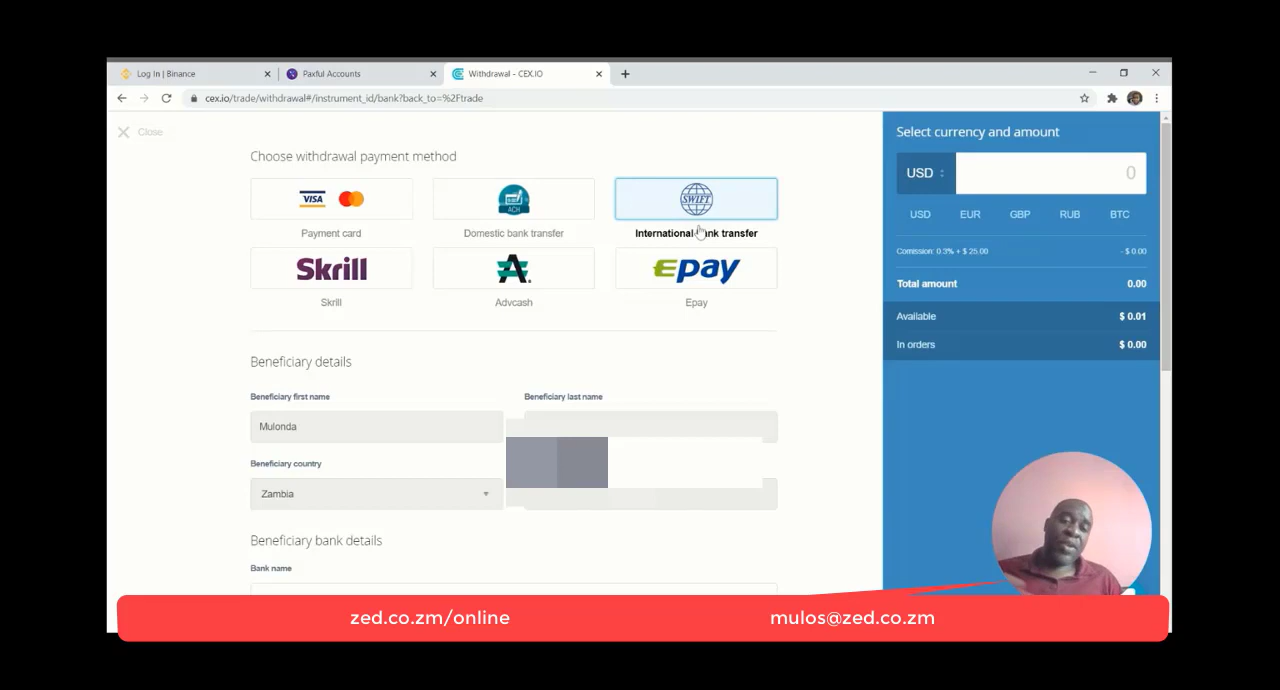 Log In | Binance
Paxful Accounts
Withdrawal - CEX.IO
cex.io/trade/withdrawal#/instrument_id/bank?back_to=%2Ftrade
Close
Choose withdrawal payment method
VISA
ACH
SWIFT
Payment card
Domestic bank transfer
International bank transfer
Skrill
A.
Epay
Skrill
Advcash
Epay
Beneficiary details
Beneficiary first name
Beneficiary last name
Mulonda
Beneficiary country
Zambia
Beneficiary bank details
Bank name
Select currency and amount
USD
0
USD EUR GBP RUB BTC
Comission: 0.3% + $ 25.00
- $ 0.00
Total amount
0.00
Available
$ 0.01
In orders
$ 0.00
zed.co.zm/online
mulos@zed.co.zm